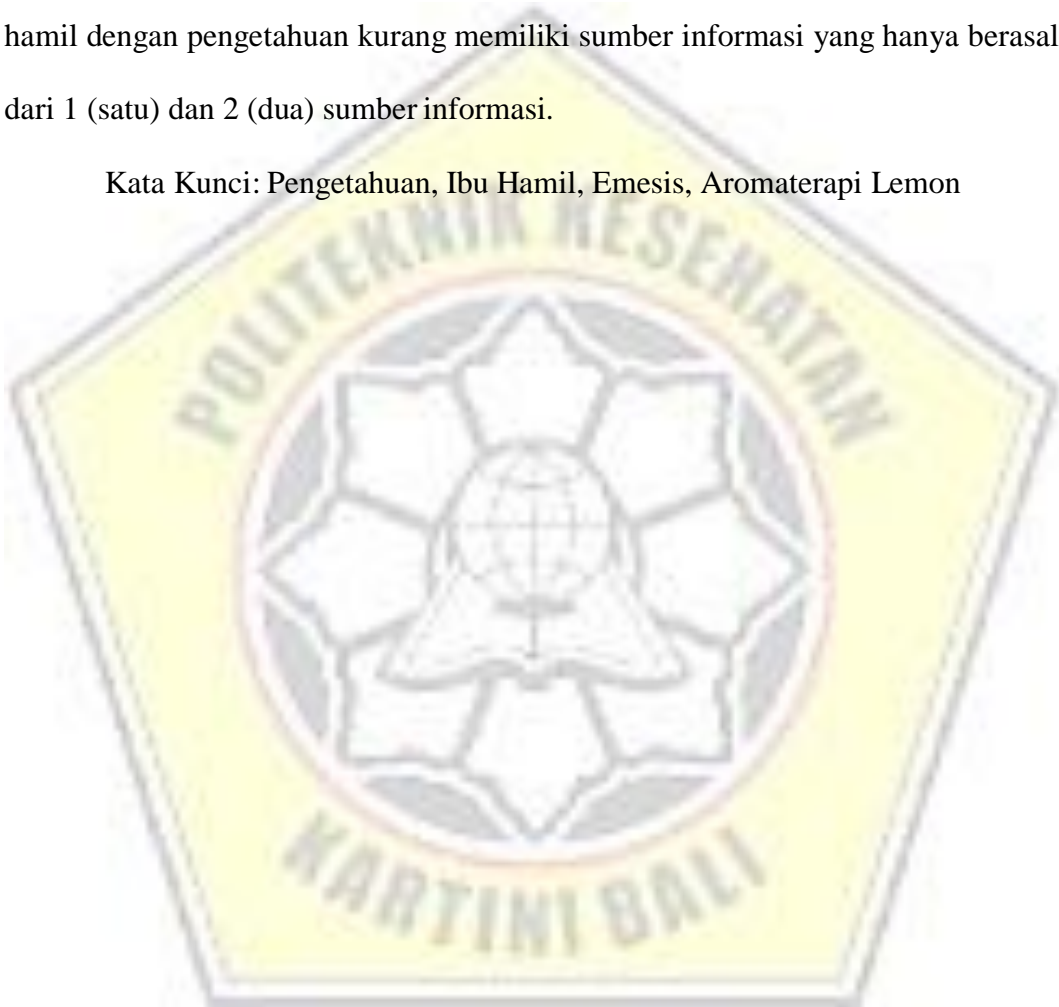 hamil dengan pengetahuan kurang memiliki sumber informasi yang hanya berasal
dari 1 (satu) dan 2 (dua) sumber informasi.
Kata Kunci: Pengetahuan, Ibu Hamil, Emesis, Aromaterapi Lemon
POLITEKNIK KESEHATAN
KARTINI BALI